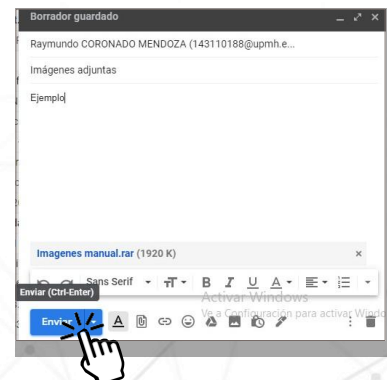 Borrador guardado
Raymundo CORONADO MENDOZA (143110188@upmh.e...
Imágenes adjuntas
Ejemplo
Imagenes manual.rar (1920 K)
Sans Serif
B I U A
Enviar (Ctrl-Enter)
Activar Windows
Ve a Configuración para activar Windo
Enviar
A